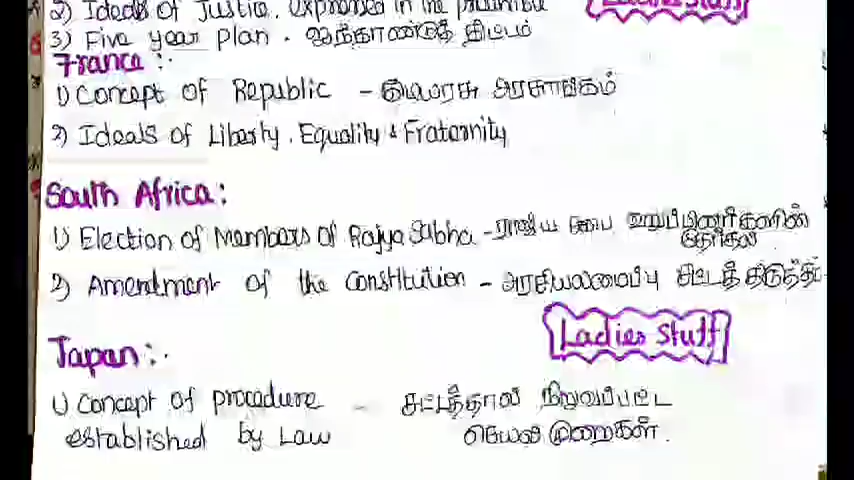 2) Ideals of Justice. expressed in the preamble
3) Five year plan. ஐந்தாண்டுத் திட்டம்
France :-
1) Concept of Republic - குடியரசு அரசாங்கம்
2) Ideals of Liberty. Equality & Fraternity
South Africa :
1) Election of Members of Rajya Sabha - ராஜ்ய சபை உறுப்பினர்களின்
தேர்தல்
2) Amendment of the Constitution - அரசியலமைப்பு சட்டத் திருத்தம்
Ladies Stuff
Japan :-
1) Concept of procedure - சட்டத்தால் நிறுவப்பட்ட
established by Law செயல் முறைகள்.